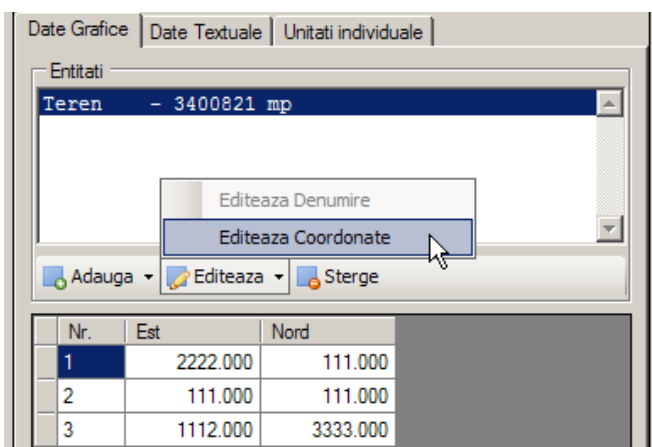 Date Grafice Date Textuale Unitati individuale
Entitati
Teren - 3400821 mp
Editeaza Denumire
Editeaza Coordonate
Adauga Editeaza Sterge
Nr. Est Nord
1 2222.000 111.000
2 111.000 111.000
3 1112.000 3333.000